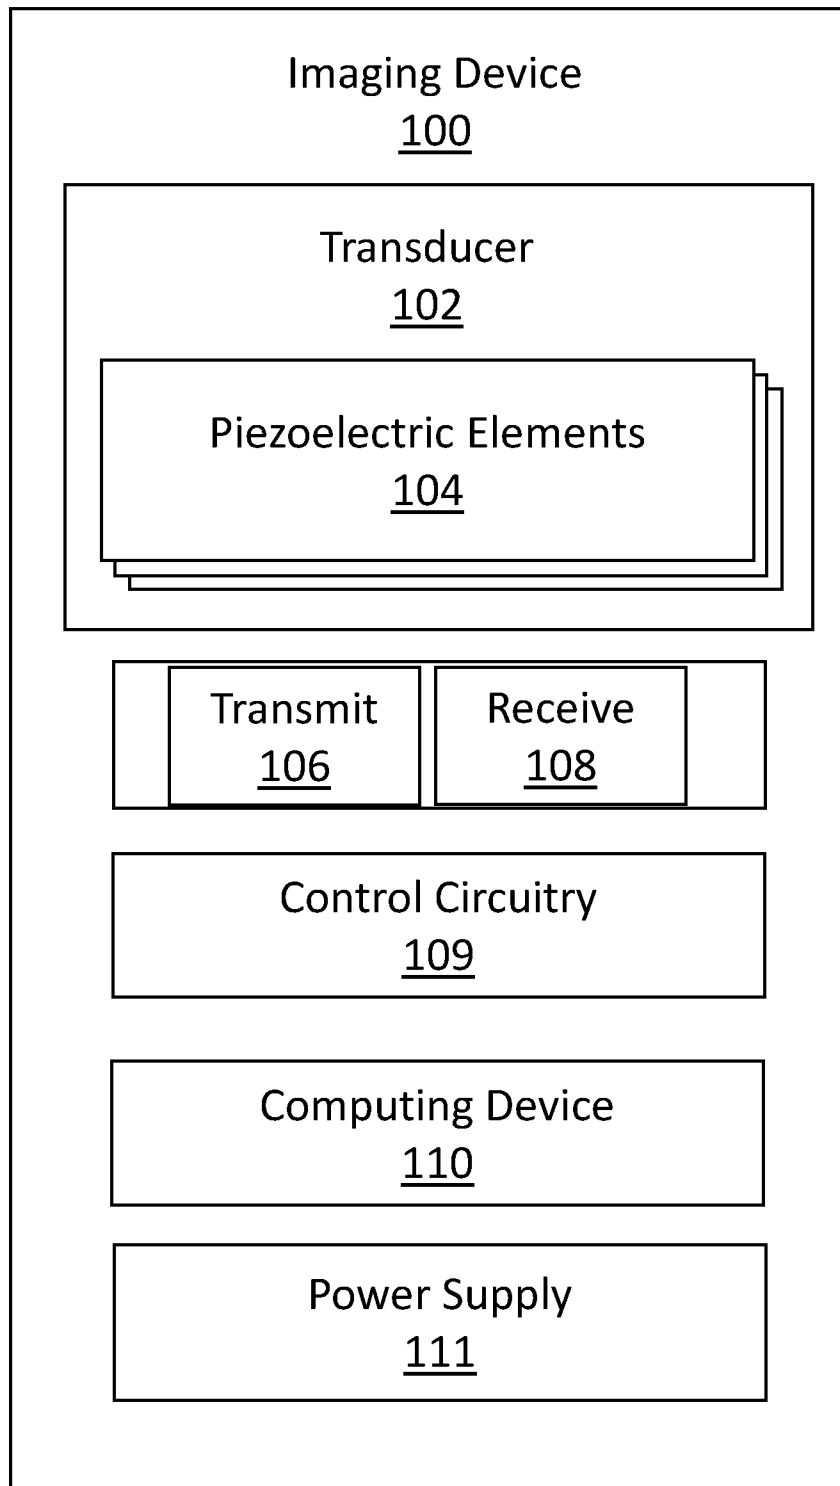 Imaging Device
100
Transducer
102
Piezoelectric Elements
104
Transmit
106
Receive
108
Control Circuitry
109
Computing Device
110
Power Supply
111